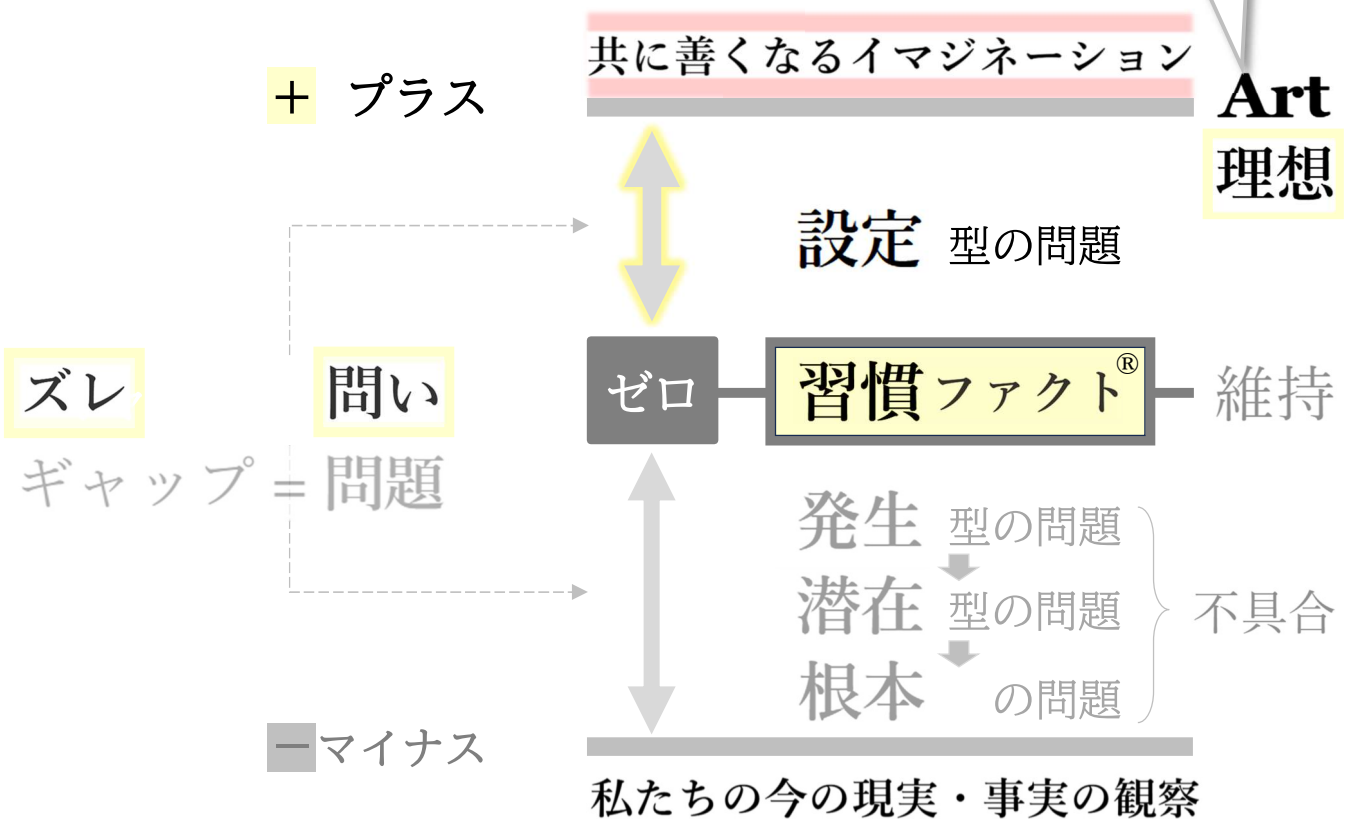 共に善くなるイマジネーション
＋ プラス
Art
理想
設定 型の問題
ズレ
問い
ゼロ
習慣ファクト®
維持
ギャップ = 問題
発生 型の問題
潜在 型の問題
不具合
根本 の問題
－マイナス
私たちの今の現実・事実の観察